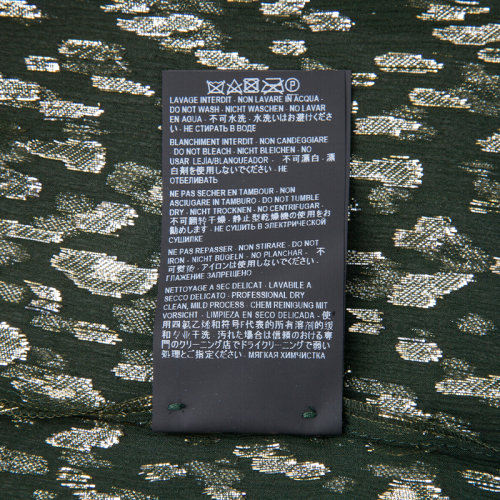 LAVAGE INTERDIT - NON LAVARE IN ACQUA -
DO NOT WASH - NICHT WASCHEN - NO LAVAR
EN AGUA - 不可水洗 - 水洗いはお避けくださ
い - НЕ СТИРАТЬ В ВОДЕ
BLANCHIMENT INTERDIT - NON CANDEGGIARE
- DO NOT BLEACH - NICHT BLEICHEN - NO
USAR LEJIA/BLANQUEADOR - 不可漂白 - 漂
白剤を使用しないでください - НЕ
ОТБЕЛИВАТЬ
NE PAS SECHER EN TAMBOUR - NON
ASCIUGARE IN TAMBURO - DO NOT TUMBLE
DRY - NICHT TROCKNEN - NO CENTRIFUGAR -
不可翻转干燥 - 静止型乾燥機の使用をお
勧めします - НЕ СУШИТЬ В ЭЛЕКТРИЧЕСКОЙ
СУШИЛКЕ
NE PAS REPASSER - NON STIRARE - DO NOT
IRON - NICHT BÜGELN - NO PLANCHAR - 不
可熨烫 - アイロンは使用しないでください -
ГЛАЖЕНИЕ ЗАПРЕЩЕНО
NETTOYAGE A SEC DELICAT - LAVABILE A
SECCO DELICATO - PROFESSIONAL DRY
CLEAN, MILD PROCESS - CHEM REINIGUNG MIT
VORSICHT - LIMPIEZA EN SECO DELICADA - 使
用四氯乙烯和符号F代表的所有溶剂的缓
和专业干洗 - 汚れた場合は信頼のおける専
門のクリーニング店でドライクリーニングで弱い
処理とご指定ください - МЯГКАЯ ХИМЧИСТКА